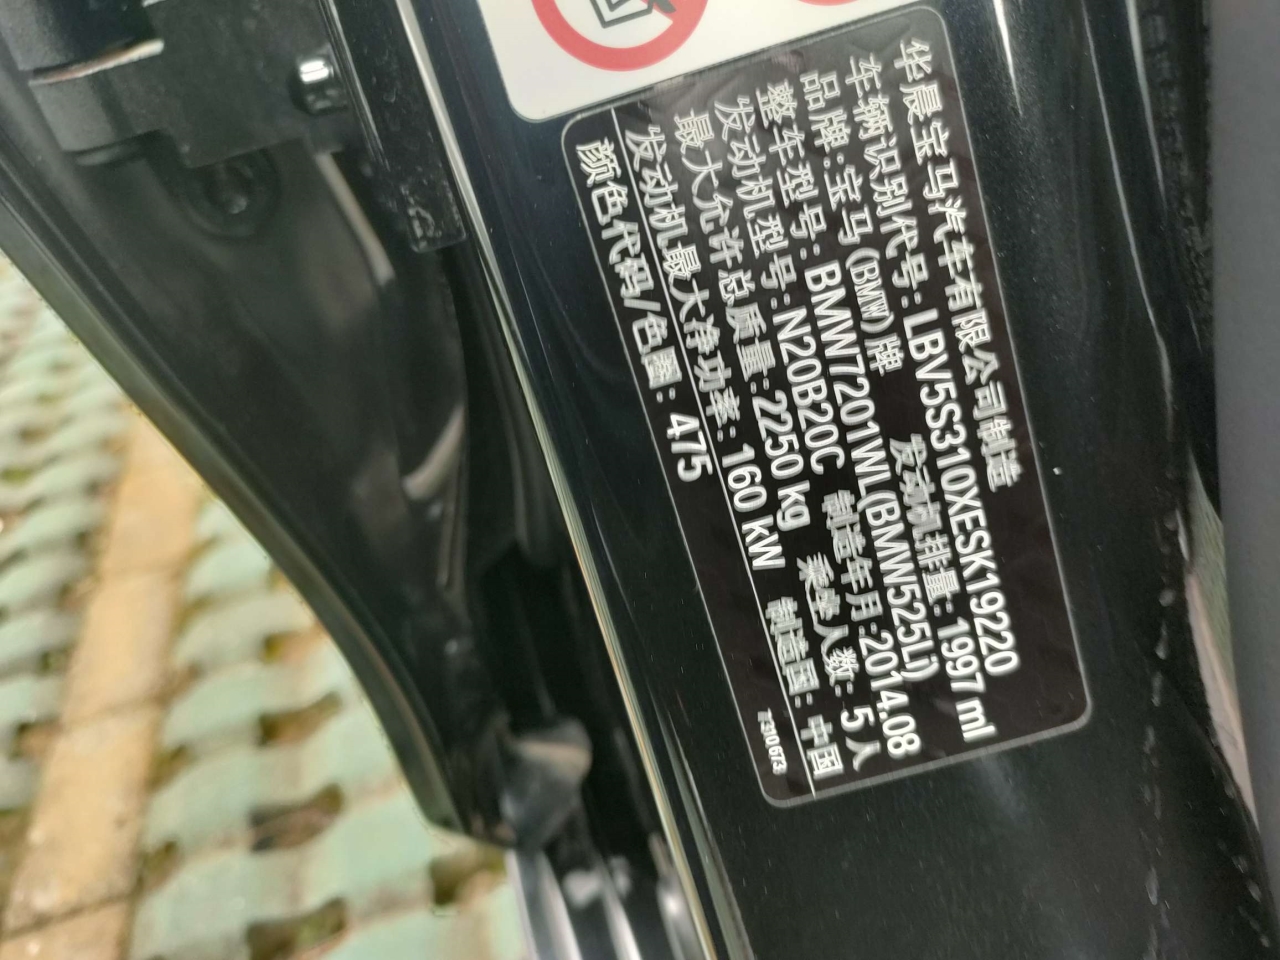 华晨宝马汽车有限公司制造
车辆识别代号: LBV5S310XESK19220
品牌: 宝马(BMW)牌 发动机排量: 1997 ml
整车型号: BMW7201WL(BMW525Li)
发动机型号: N20B20C 制造年月: 2014.08
最大允许总质量: 2250 kg 乘坐人数: 5人
发动机最大净功率: 160 kW 制造国: 中国
颜色代码/色圈: 475